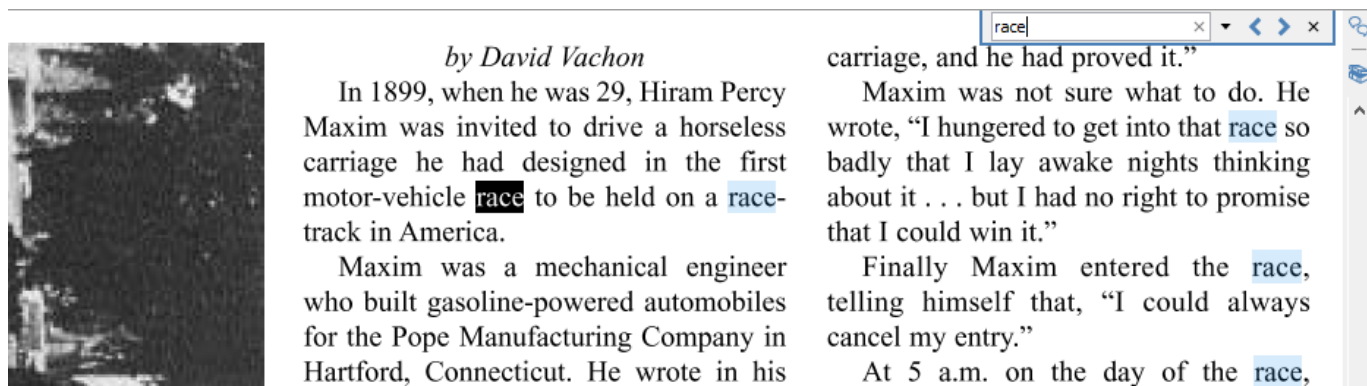 race
by David Vachon
In 1899, when he was 29, Hiram Percy
Maxim was invited to drive a horseless
carriage he had designed in the first
motor-vehicle race to be held on a race-
track in America.
Maxim was a mechanical engineer
who built gasoline-powered automobiles
for the Pope Manufacturing Company in
Hartford, Connecticut. He wrote in his
carriage, and he had proved it.”
Maxim was not sure what to do. He
wrote, “I hungered to get into that race so
badly that I lay awake nights thinking
about it . . . but I had no right to promise
that I could win it.”
Finally Maxim entered the race,
telling himself that, “I could always
cancel my entry.”
At 5 a.m. on the day of the race,